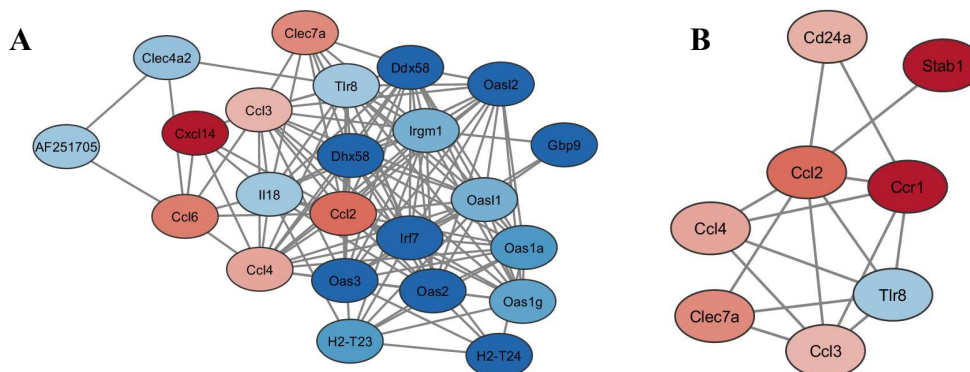 A
Clec7a
Clec4a2
Ddx58
Tlr8
Oasl2
Ccl3
Cxcl14
Irgm1
AF251705
Dhx58
Gbp9
Il18
Oasl1
Ccl6
Ccl2
Irf7
Oas1a
Ccl4
Oas3
Oas2
Oas1g
H2-T23
H2-T24
B
Cd24a
Stab1
Ccl2
Ccr1
Ccl4
Tlr8
Clec7a
Ccl3